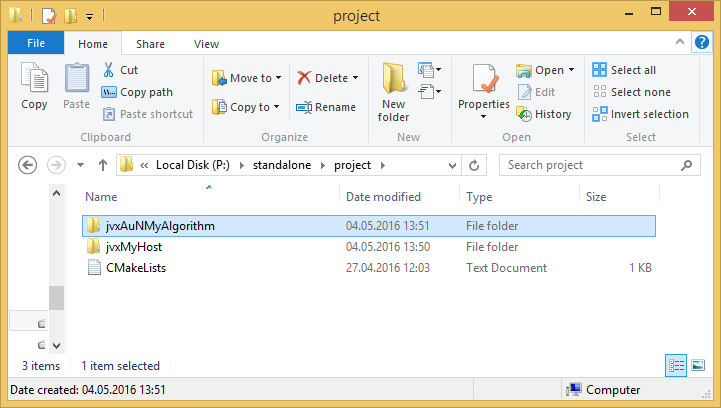 project
File Home Share View
Copy
Paste
Cut
Copy path
Paste shortcut
Clipboard
Move to
Copy to
Delete
Rename
Organize
New folder
New
Properties
Open
Edit
History
Open
Select all
Select none
Invert selection
Select
Local Disk (P:) standalone project
Search project
Name Date modified Type Size
jvxAuNMyAlgorithm 04.05.2016 13:51 File folder
jvxMyHost 04.05.2016 13:50 File folder
CMakeLists 27.04.2016 12:03 Text Document 1 KB
3 items 1 item selected
Date created: 04.05.2016 13:51 Computer